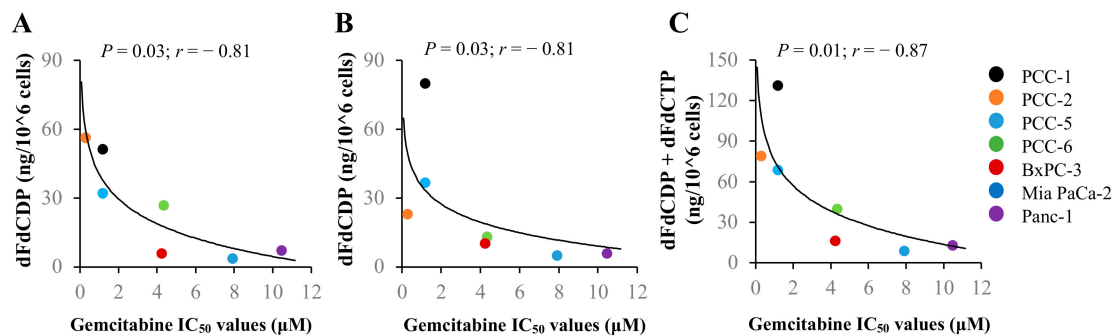 A
P = 0.03; r = − 0.81
dFdCDP (ng/10^6 cells)
90
60
30
0
0 2 4 6 8 10 12
Gemcitabine IC50 values (μM)
B
P = 0.03; r = − 0.81
dFdCDP (ng/10^6 cells)
90
60
30
0
0 2 4 6 8 10 12
Gemcitabine IC50 values (μM)
C
P = 0.01; r = − 0.87
dFdCDP + dFdCTP
(ng/10^6 cells)
150
120
90
60
30
0
0 2 4 6 8 10 12
Gemcitabine IC50 values (μM)
PCC-1
PCC-2
PCC-5
PCC-6
BxPC-3
Mia PaCa-2
Panc-1